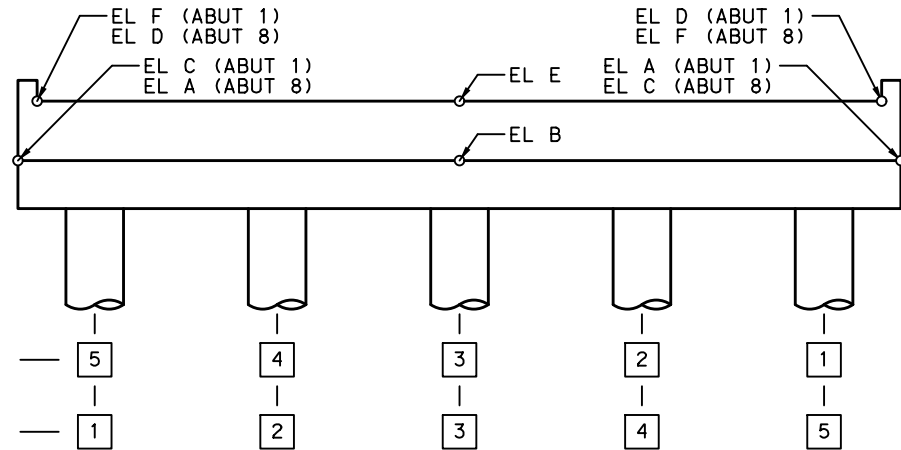 EL F (ABUT 1)
EL D (ABUT 8)
EL D (ABUT 1)
EL F (ABUT 8)
EL C (ABUT 1)
EL A (ABUT 8)
EL E
EL A (ABUT 1)
EL C (ABUT 8)
EL B
5 4 3 2 1
1 2 3 4 5